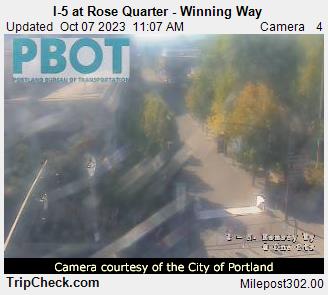 I-5 at Rose Quarter - Winning Way
Updated Oct 07 2023 11:07 AM Camera 4
PBOT
PORTLAND BUREAU OF TRANSPORTATION
Camera courtesy of the City of Portland
TripCheck.com Milepost302.00